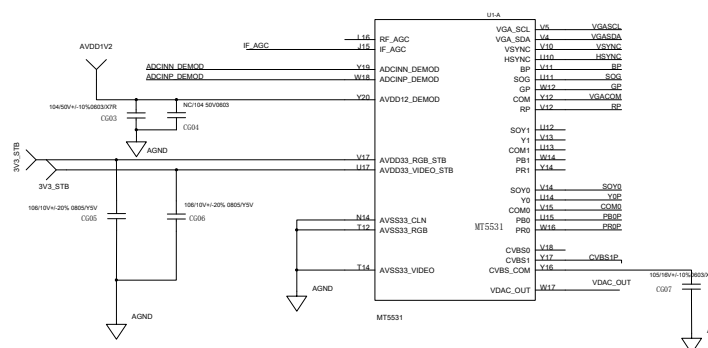 U1-A
L16 RF_AGC
IF_AGC J15 IF_AGC
AVDD1V2
ADCINN_DEMOD Y19 ADCINN_DEMOD
ADCINP_DEMOD W18 ADCINP_DEMOD
Y20 AVDD12_DEMOD
104/50V+/-10%0603/X7R
CG03
NC/104 50V0603
CG04
AGND
3V3_STB
3V3_STB
V17 AVDD33_RGB_STB
U17 AVDD33_VIDEO_STB
106/10V+/-20% 0805/Y5V
CG05
106/10V+/-20% 0805/Y5V
CG06
AGND
N14 AVSS33_CLN
T12 AVSS33_RGB
T14 AVSS33_VIDEO
AGND
VGA_SCL V5 VGASCL
VGA_SDA V4 VGASDA
VSYNC V10 VSYNC
HSYNC U10 HSYNC
BP V11 BP
SOG U11 SOG
GP W12 GP
COM Y12 VGACOM
RP V12 RP
SOY1 U12
Y1 V13
COM1 U13
PB1 W14
PR1 Y14
SOY0 V14 SOY0
Y0 U14 Y0P
COM0 V15 COM0
PB0 U15 PB0P
PR0 W16 PR0P
MT5531
CVBS0 V18
CVBS1 Y17 CVBS1P
CVBS_COM Y16
VDAC_OUT W17 VDAC_OUT
105/16V+/-10%0603/X
CG07
MT5531